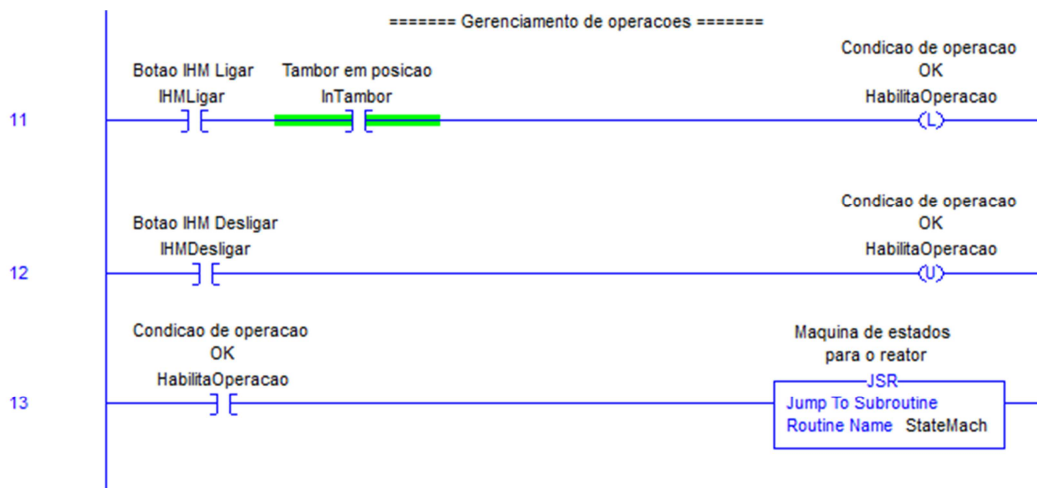 ======= Gerenciamento de operacoes =======
Condicao de operacao
OK
Botao IHM Ligar Tambor em posicao
IHMLigar InTambor HabilitaOperacao
11
L
Condicao de operacao
OK
Botao IHM Desligar
IHMDesligar HabilitaOperacao
12
U
Condicao de operacao
OK
HabilitaOperacao
Maquina de estados
para o reator
JSR
13
Jump To Subroutine
Routine Name StateMach